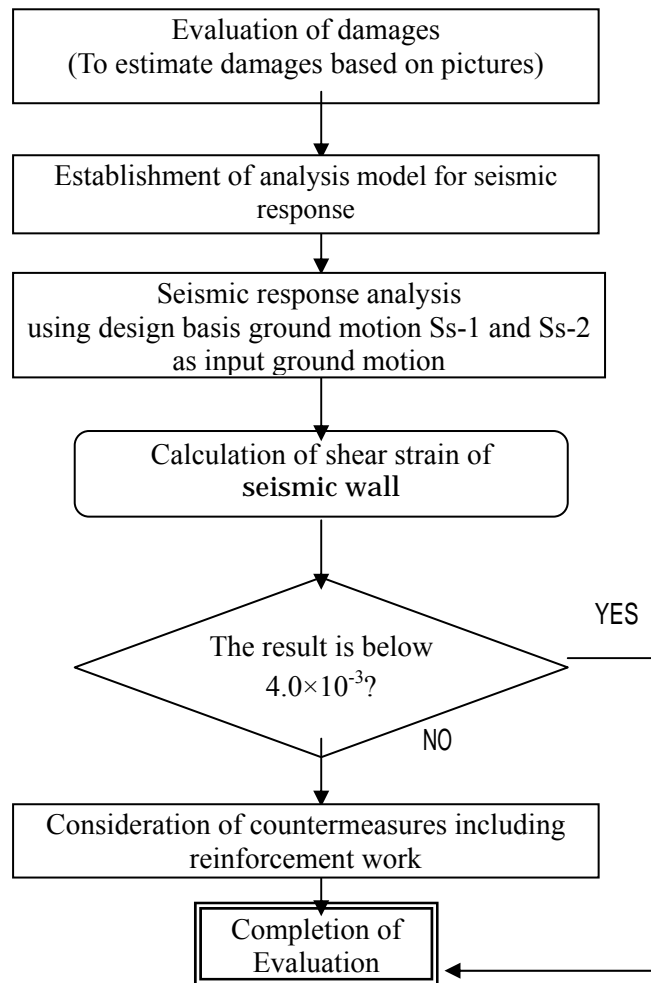 Evaluation of damages
(To estimate damages based on pictures)
Establishment of analysis model for seismic
response
Seismic response analysis
using design basis ground motion Ss-1 and Ss-2
as input ground motion
Calculation of shear strain of
seismic wall
The result is below
4.0×10⁻³?
YES
NO
Consideration of countermeasures including
reinforcement work
Completion of
Evaluation